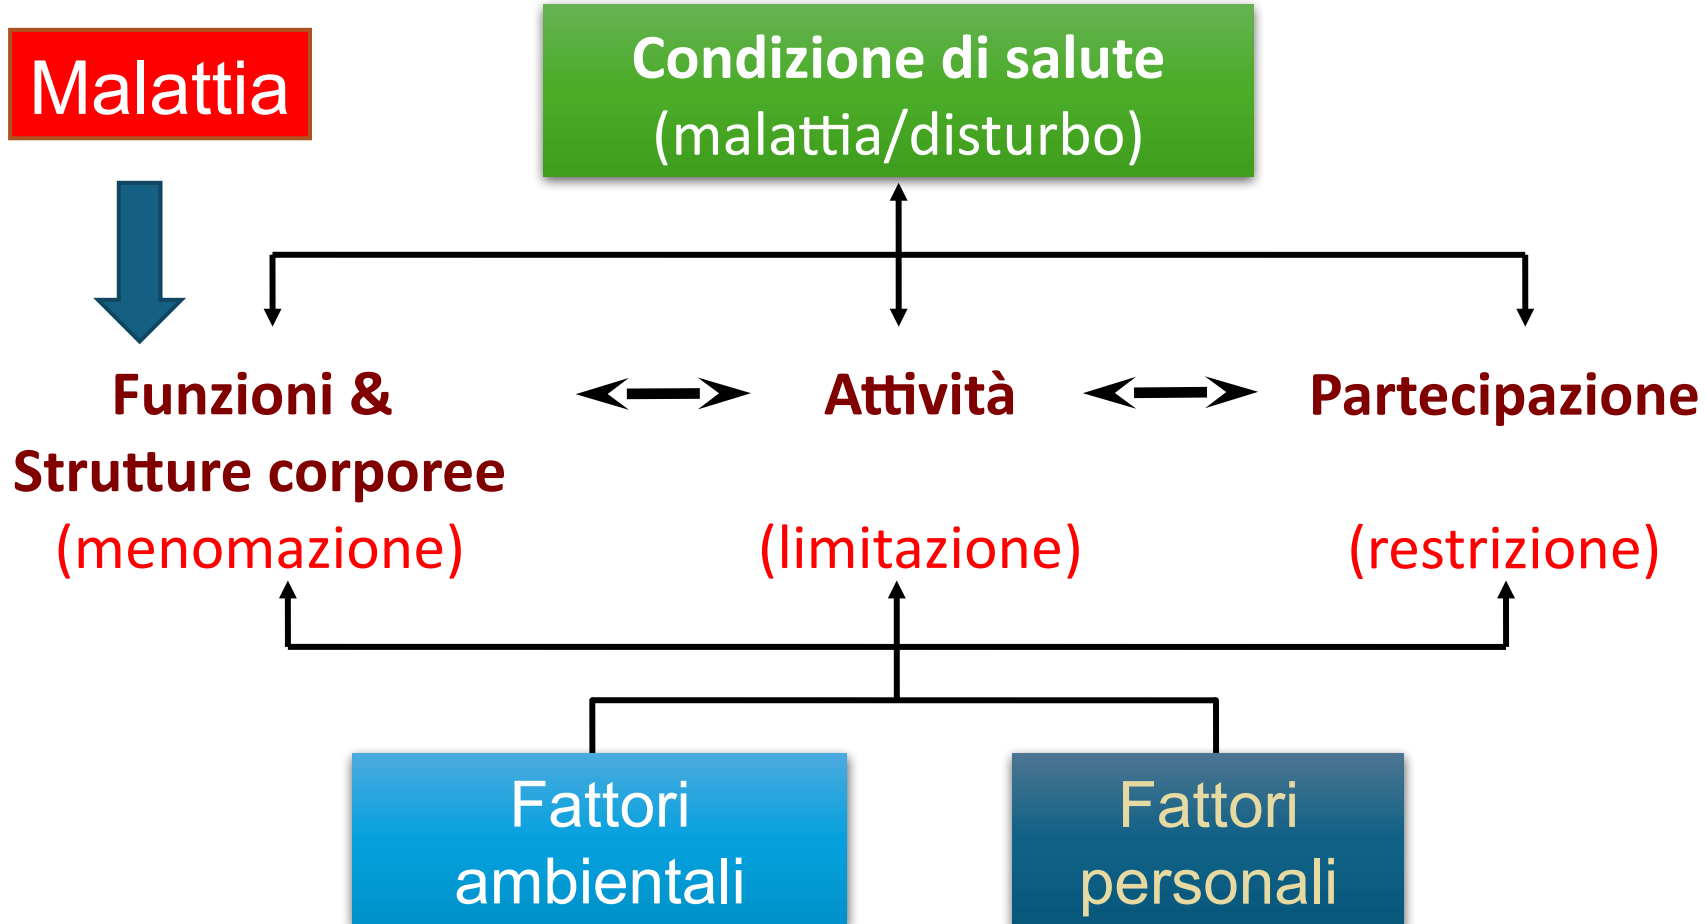 Malattia
Condizione di salute
(malattia/disturbo)
Funzioni &
Strutture corporee
(menomazione)
Attività
(limitazione)
Partecipazione
(restrizione)
Fattori
ambientali
Fattori
personali